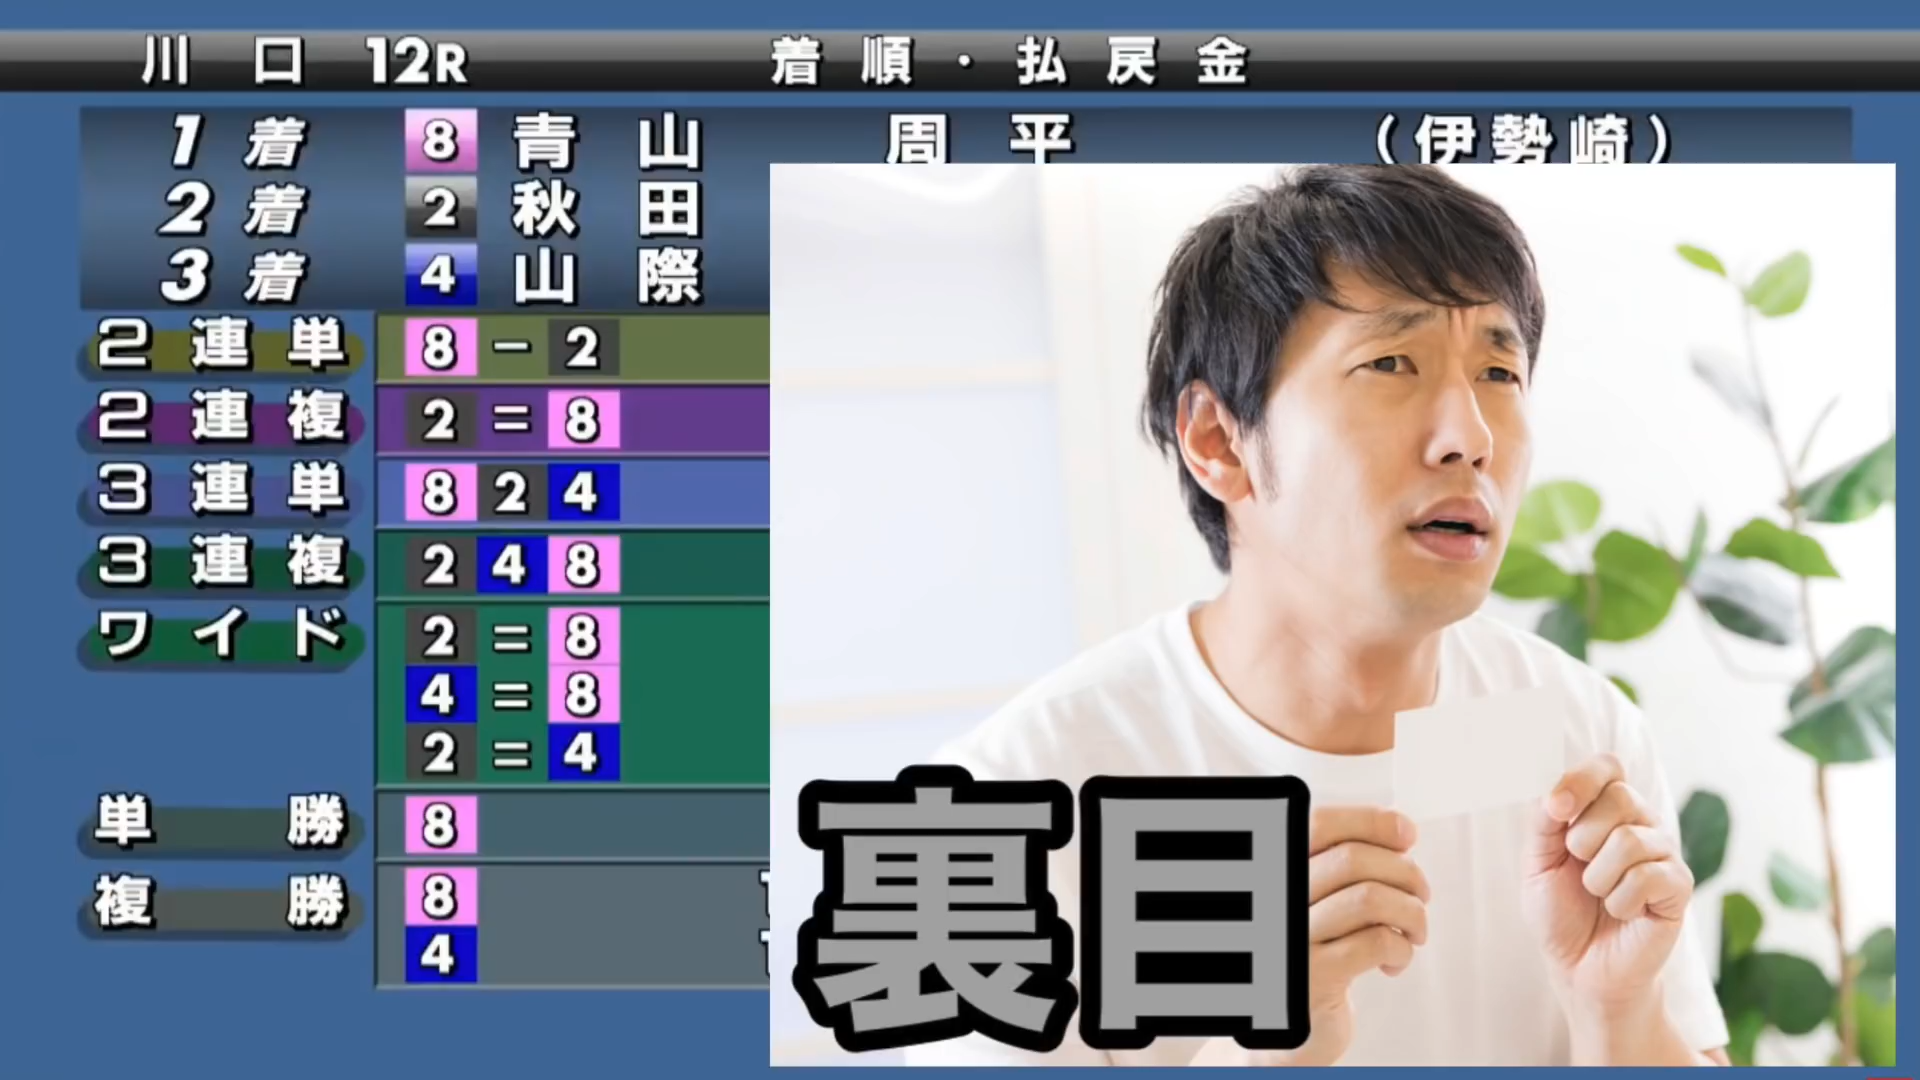 川口 12R 着順・払戻金
1着 8 青山 周平 (伊勢崎)
2着 2 秋田
3着 4 山際
2連単 8 - 2
2連複 2 = 8
3連単 8 2 4
3連複 2 4 8
ワイド 2 = 8
4 = 8
2 = 4
単勝 8
複勝 8
4
裏目